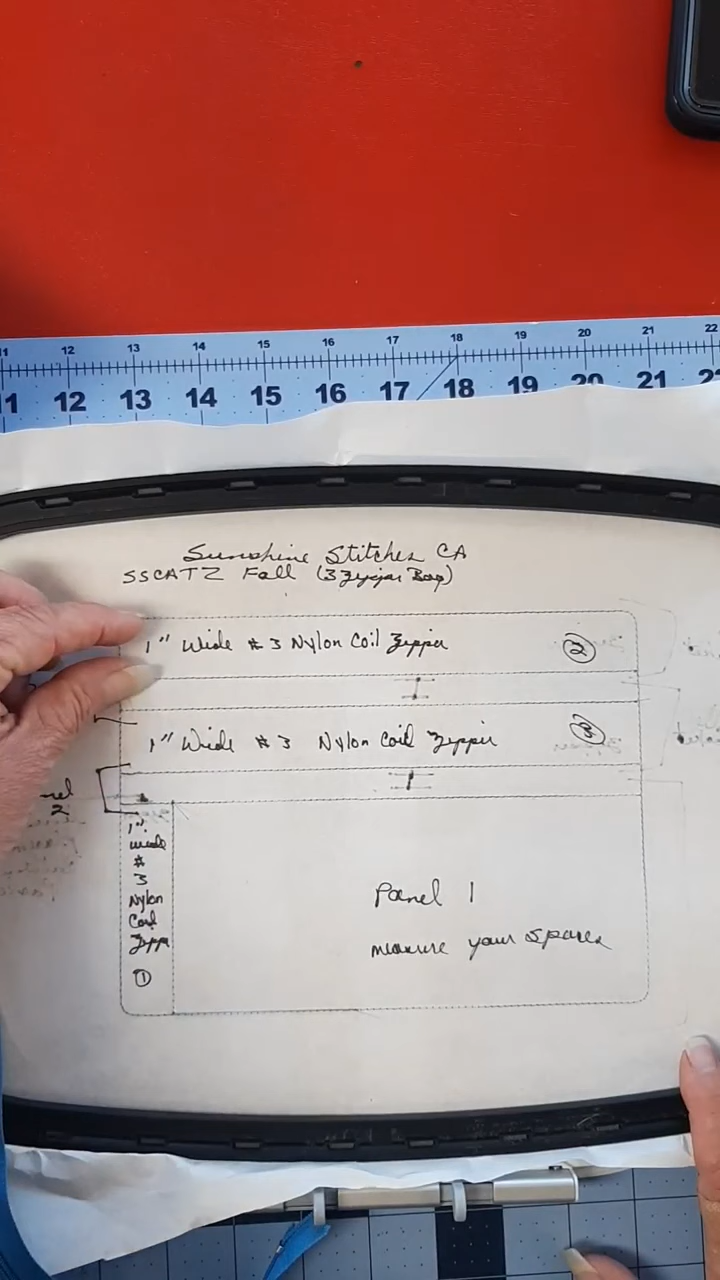 11 12 13 14 15 16 17 18 19 20 21 22
12 13 14 15 16 17 18 19 20 21
Sunshine Stitches CA
SSCATZ Fall (3 Zipper Bag)
1" Wide #3 Nylon Coil Zipper 2
1" Wide #3 Nylon Coil Zipper 3
2
1"
Wide
#
3
Nylon
Coil
1
Panel 1
measure your space